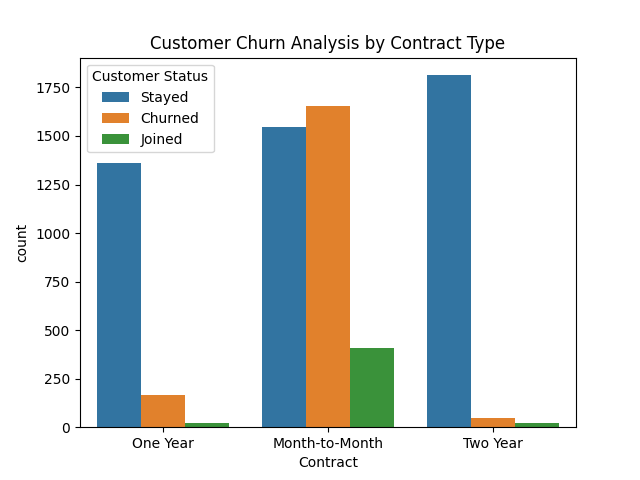 Customer Churn Analysis by Contract Type
Customer Status
Stayed
Churned
Joined
1750
1500
1250
1000
750
500
250
0
count
One Year
Month-to-Month
Two Year
Contract